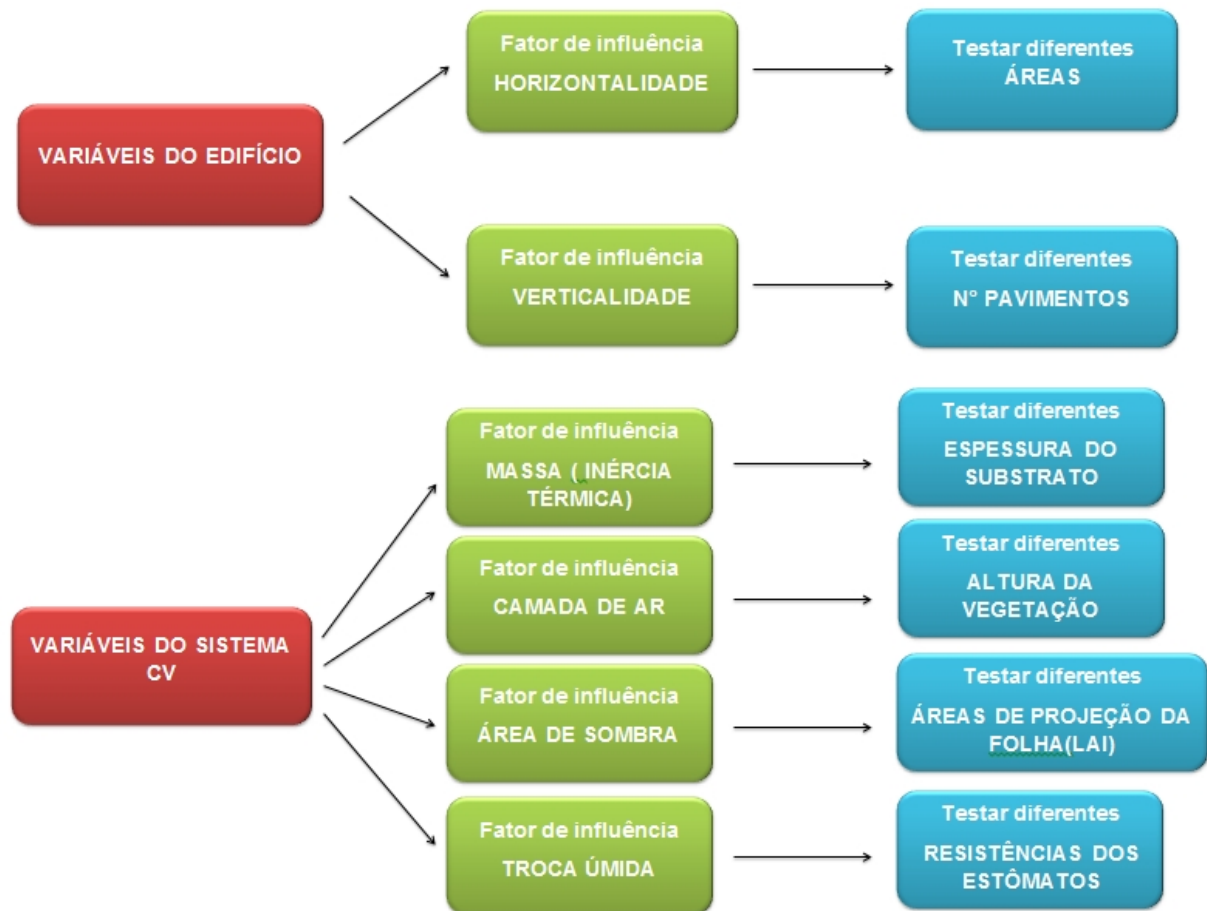 VARIÁVEIS DO EDIFÍCIO
Fator de influência
HORIZONTALIDADE
Testar diferentes
ÁREAS
Fator de influência
VERTICALIDADE
Testar diferentes
N° PAVIMENTOS
VARIÁVEIS DO SISTEMA
CV
Fator de influência
MASSA ( INÉRCIA
TÉRMICA)
Testar diferentes
ESPESSURA DO
SUBSTRATO
Fator de influência
CAMADA DE AR
Testar diferentes
ALTURA DA
VEGETAÇÃO
Fator de influência
ÁREA DE SOMBRA
Testar diferentes
ÁREAS DE PROJEÇÃO DA
FOLHA(LAI)
Fator de influência
TROCA ÚMIDA
Testar diferentes
RESISTÊNCIAS DOS
ESTÔMATOS